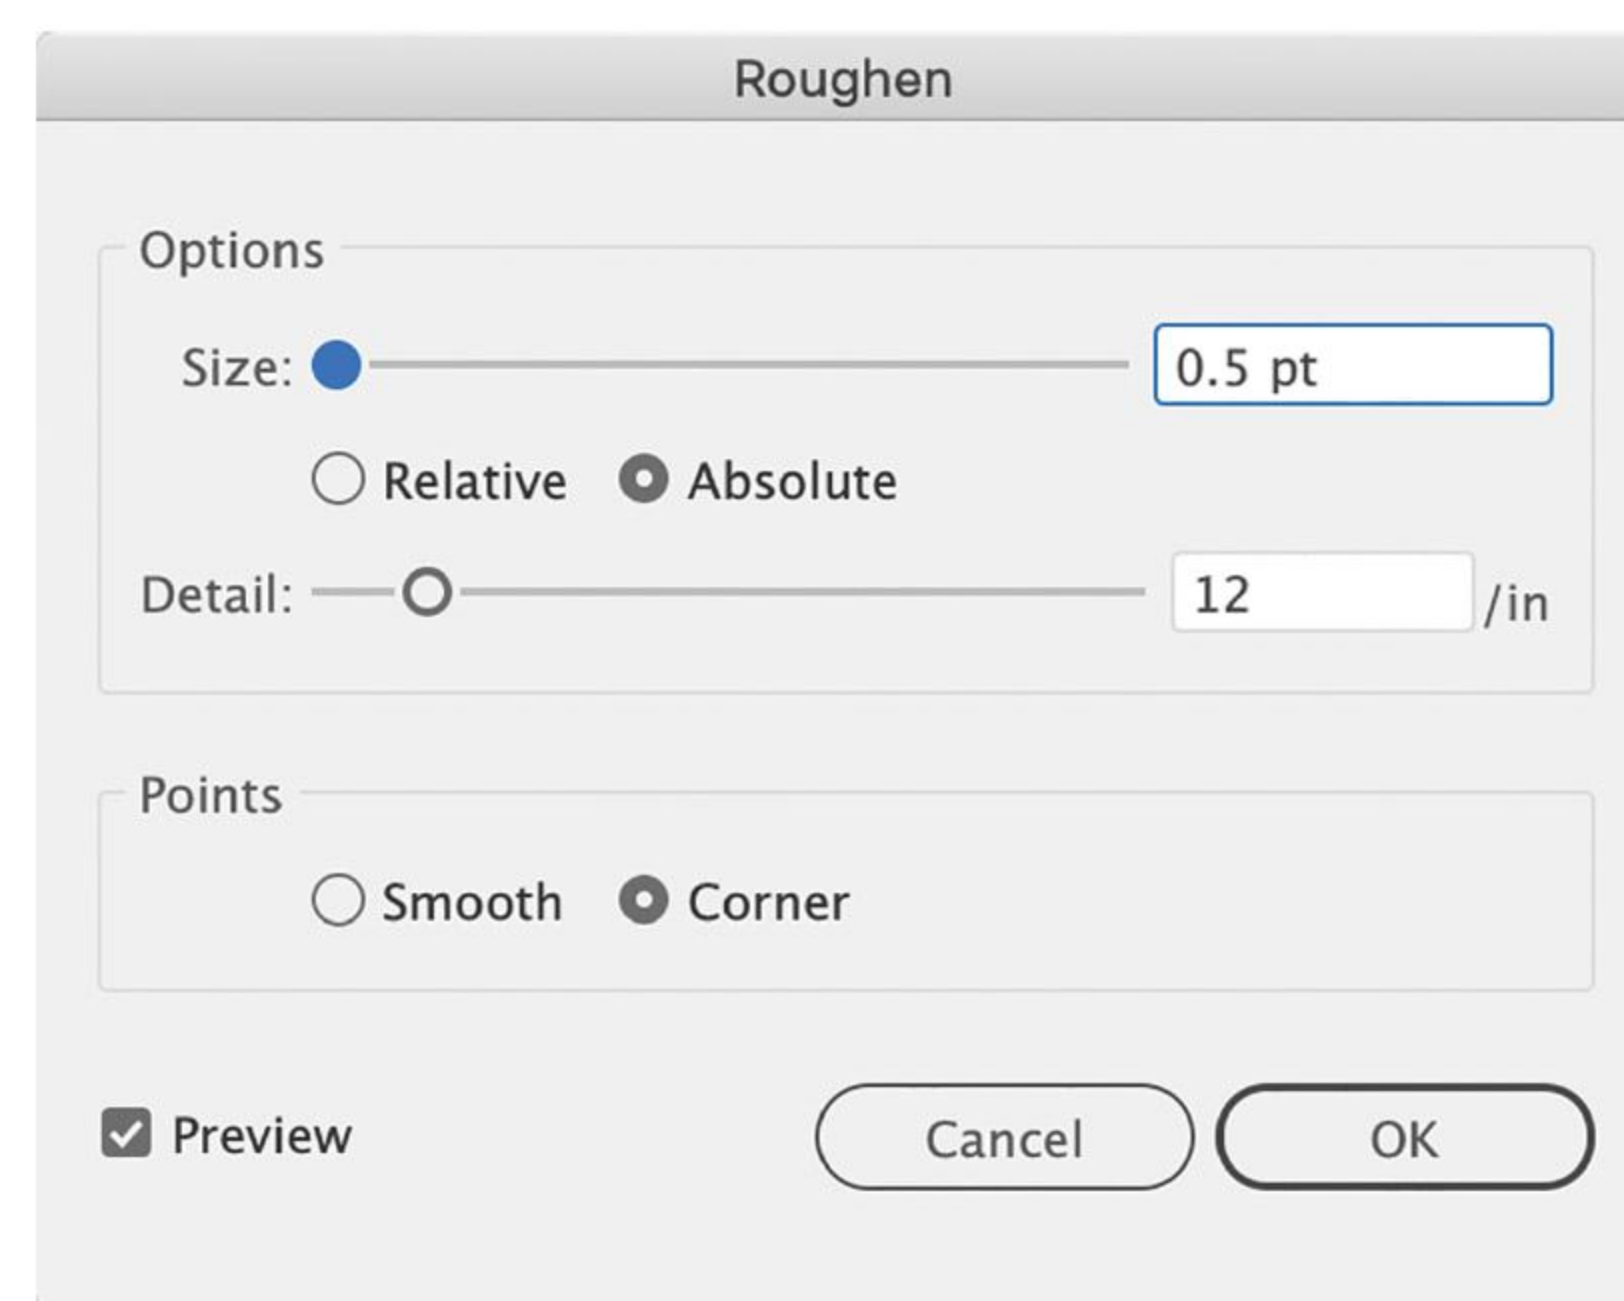 Roughen
Options
Size: 0.5 pt
Relative Absolute
Detail: 12 /in
Points
Smooth Corner
Preview Cancel OK